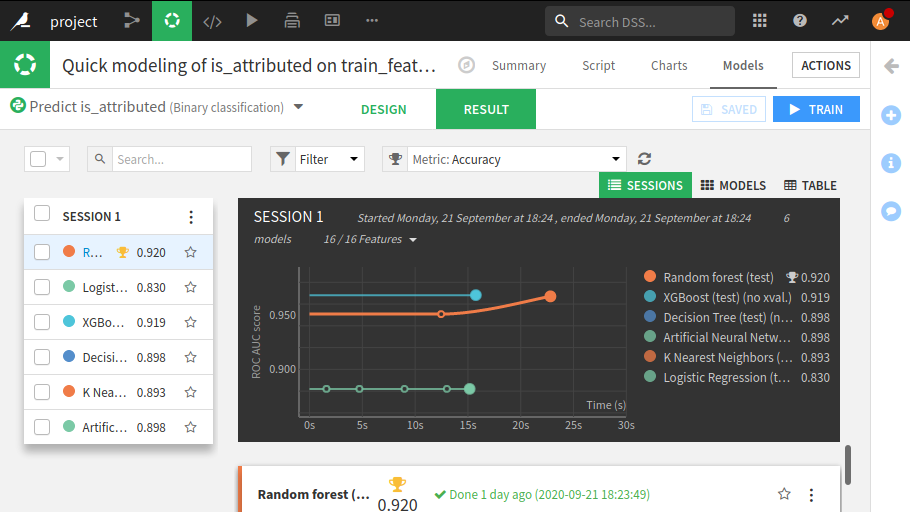 project
Search DSS...
A
Quick modeling of is_attributed on train_feat...
Summary
Script
Charts
Models
ACTIONS
Predict is_attributed (Binary classification)
DESIGN
RESULT
SAVED
TRAIN
Search...
Filter
Metric: Accuracy
SESSIONS
MODELS
TABLE
SESSION 1
R... 0.920
Logist... 0.830
XGBo... 0.919
Decisi... 0.898
K Nea... 0.893
Artific... 0.898
SESSION 1 Started Monday, 21 September at 18:24 , ended Monday, 21 September at 18:24 6
models 16 / 16 Features
ROC AUC score
0.950
0.900
Time (s)
0s 5s 10s 15s 20s 25s 30s
Random forest (test) 0.920
XGBoost (test) (no xval.) 0.919
Decision Tree (test) (n... 0.898
Artificial Neural Netw... 0.898
K Nearest Neighbors (... 0.893
Logistic Regression (t... 0.830
Random forest (... 0.920 Done 1 day ago (2020-09-21 18:23:49)